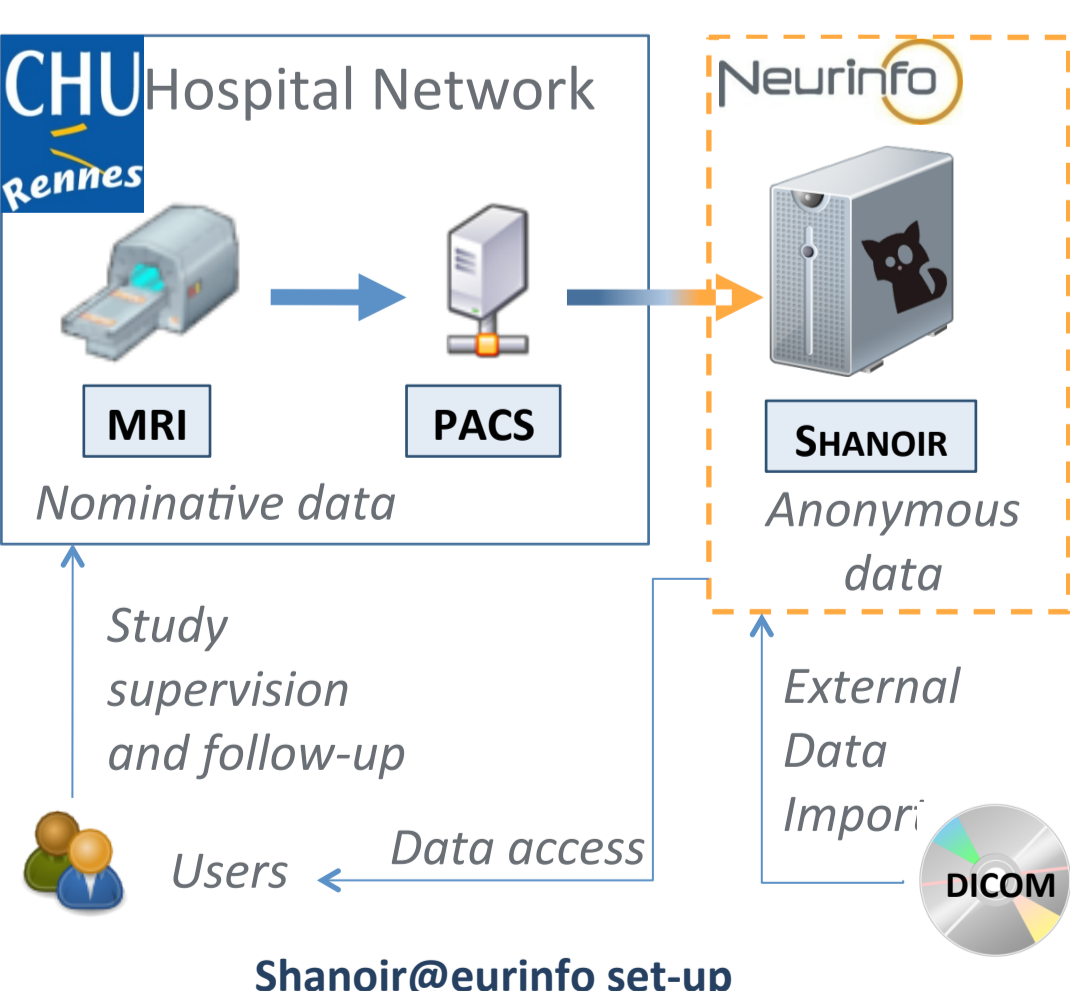 CHU
Rennes
Hospital Network
Neurinfo
MRI
PACS
SHANOIR
Nominative data
Anonymous
data
Study
supervision
and follow-up
External
Data
Import
Users
Data access
DICOM
Shanoir@eurinfo set-up